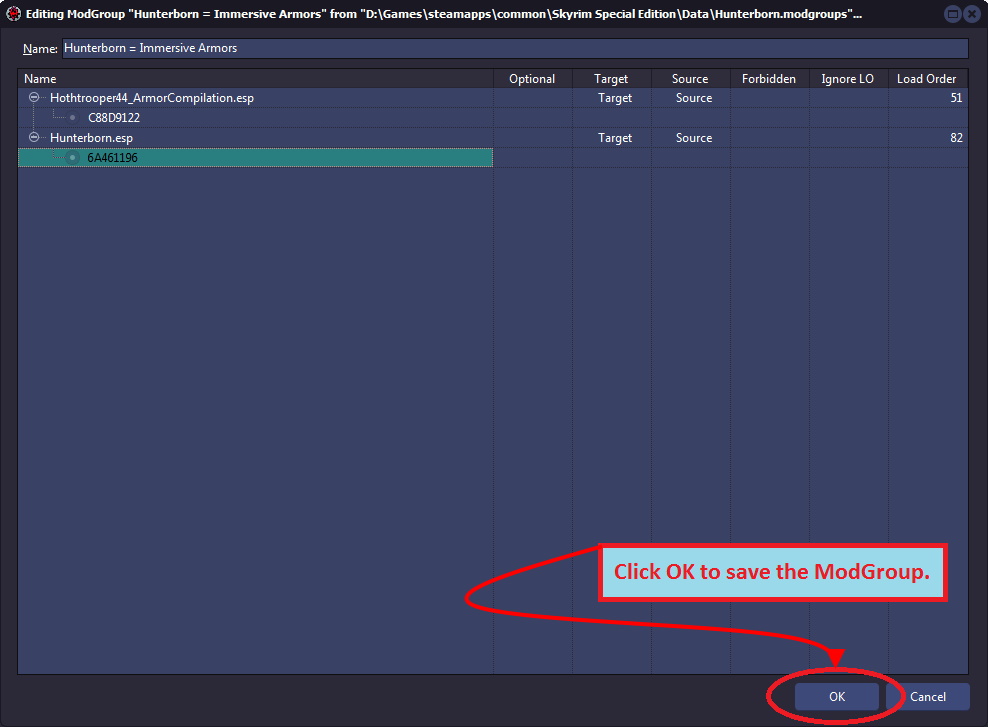 Editing ModGroup "Hunterborn = Immersive Armors" from "D:\Games\steamapps\common\Skyrim Special Edition\Data\Hunterborn.modgroups"...
Name: Hunterborn = Immersive Armors
Name Optional Target Source Forbidden Ignore LO Load Order
Hothtrooper44_ArmorCompilation.esp Target Source 51
C88D9122
Hunterborn.esp Target Source 82
6A461196
Click OK to save the ModGroup.
OK Cancel